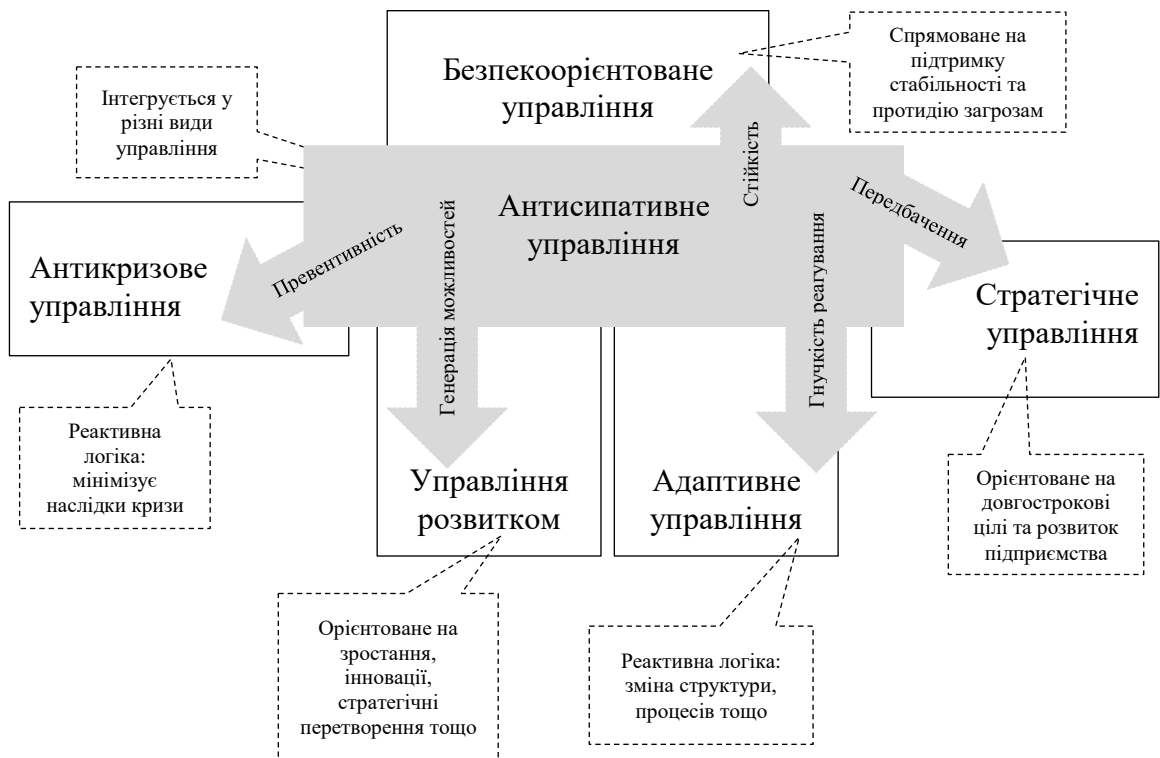 Безпекоорієнтоване
управління
Спрямоване на
підтримку
стабільності та
протидію загрозам
Інтегрується у
різні види
управління
Стійкість
Антисипативне
управління
Передбачення
Превентивність
Генерація можливостей
Гнучкість реагування
Антикризове
управління
Стратегічне
управління
Реактивна
логіка:
мінімізує
наслідки кризи
Управління
розвитком
Адаптивне
управління
Орієнтоване на
довгострокові
цілі та розвиток
підприємства
Орієнтоване на
зростання,
інновації,
стратегічні
перетворення тощо
Реактивна логіка:
зміна структури,
процесів тощо